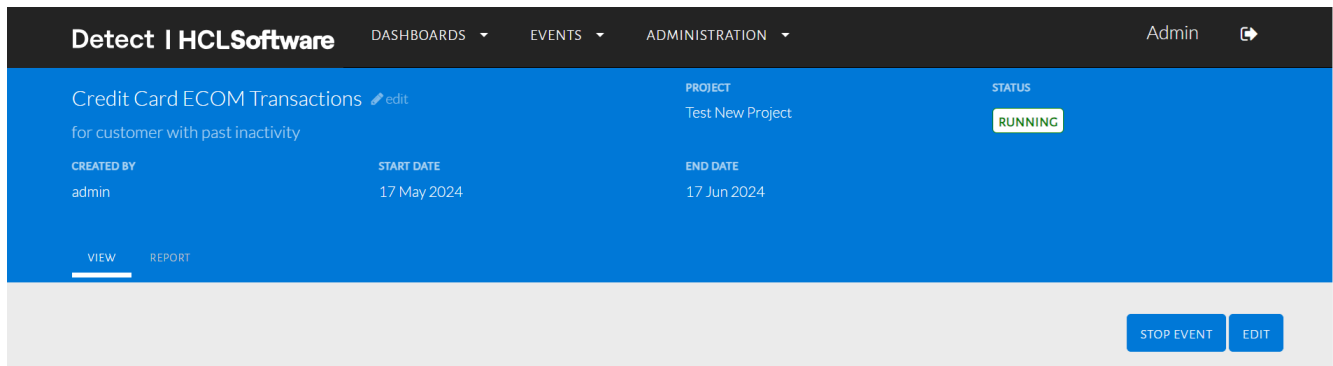 Detect | HCLSoftware DASHBOARDS EVENTS ADMINISTRATION Admin
Credit Card ECOM Transactions edit
for customer with past inactivity
PROJECT
Test New Project
STATUS
RUNNING
CREATED BY
admin
START DATE
17 May 2024
END DATE
17 Jun 2024
VIEW REPORT
STOP EVENT EDIT